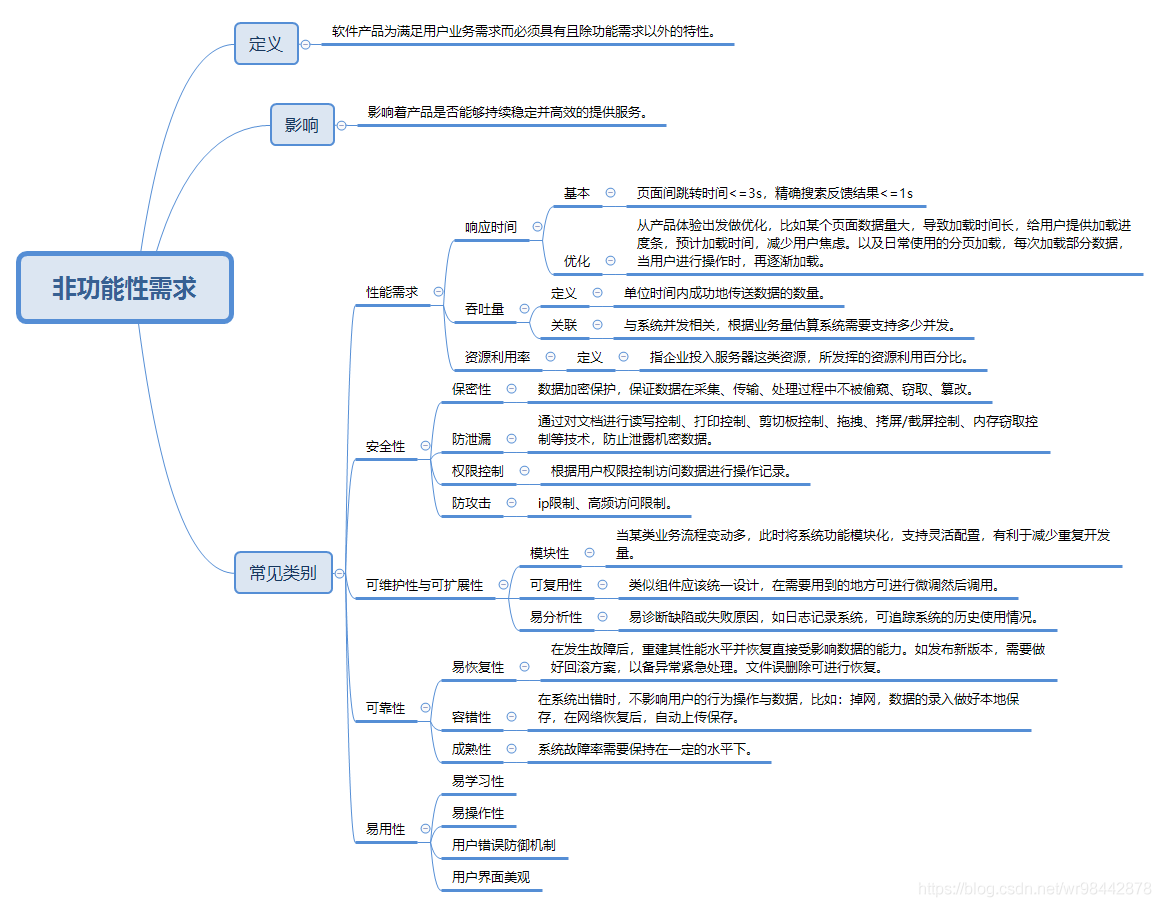 定义
软件产品为满足用户业务需求而必须具有且除功能需求以外的特性。
影响
影响着产品是否能够持续稳定并高效的提供服务。
非功能性需求
常见类别
性能需求
响应时间
基本
页面间跳转时间<=3s，精确搜索反馈结果<=1s
优化
从产品体验出发做优化，比如某个页面数据量大，导致加载时间长，给用户提供加载进
度条，预计加载时间，减少用户焦虑。以及日常使用的分页加载，每次加载部分数据，
当用户进行操作时，再逐渐加载。
吞吐量
定义
单位时间内成功地传送数据的数量。
关联
与系统并发相关，根据业务量估算系统需要支持多少并发。
资源利用率
定义
指企业投入服务器这类资源，所发挥的资源利用百分比。
安全性
保密性
数据加密保护，保证数据在采集、传输、处理过程中不被偷窥、窃取、篡改。
防泄漏
通过对文档进行读写控制、打印控制、剪切板控制、拖拽、拷屏/截屏控制、内存窃取控
制等技术，防止泄露机密数据。
权限控制
根据用户权限控制访问数据进行操作记录。
防攻击
ip限制、高频访问限制。
可维护性与可扩展性
模块性
当某类业务流程变动多，此时将系统功能模块化，支持灵活配置，有利于减少重复开发
量。
可复用性
类似组件应该统一设计，在需要用到的地方可进行微调然后调用。
易分析性
易诊断缺陷或失败原因，如日志记录系统，可追踪系统的历史使用情况。
可靠性
易恢复性
在发生故障后，重建其性能水平并恢复直接受影响数据的能力。如发布新版本，需要做
好回滚方案，以备异常紧急处理。文件误删除可进行恢复。
容错性
在系统出错时，不影响用户的行为操作与数据，比如：掉网，数据的录入做好本地保
存，在网络恢复后，自动上传保存。
成熟性
系统故障率需要保持在一定的水平下。
易用性
易学习性
易操作性
用户错误防御机制
用户界面美观
https://blog.csdn.net/wr98442878